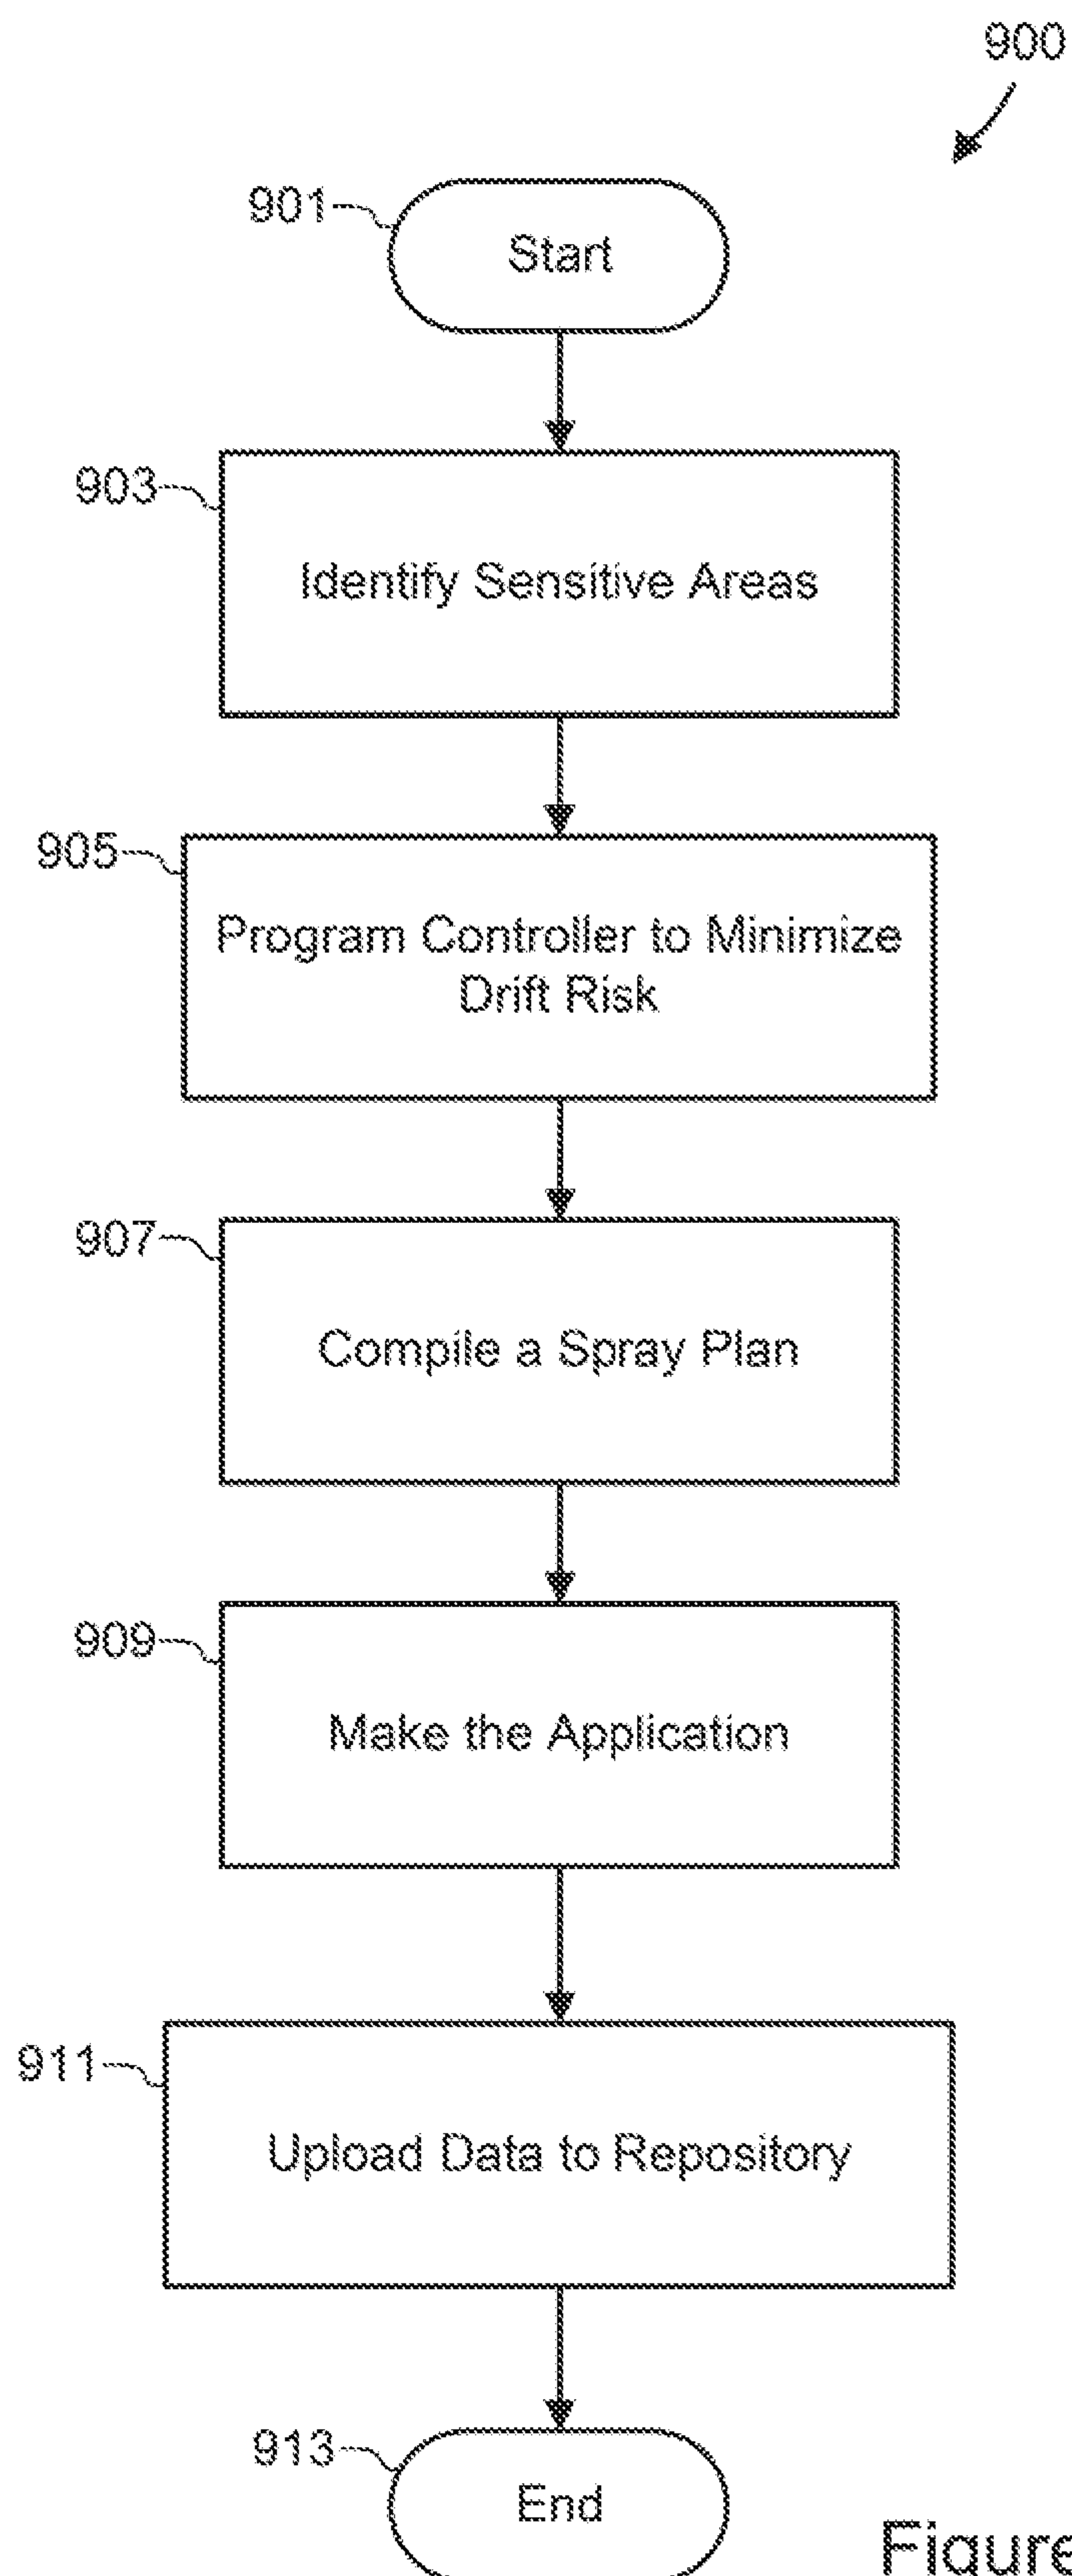 900
901
Start
903
Identify Sensitive Areas
905
Program Controller to Minimize
Drift Risk
907
Compile a Spray Plan
909
Make the Application
911
Upload Data to Repository
913
End
Figure